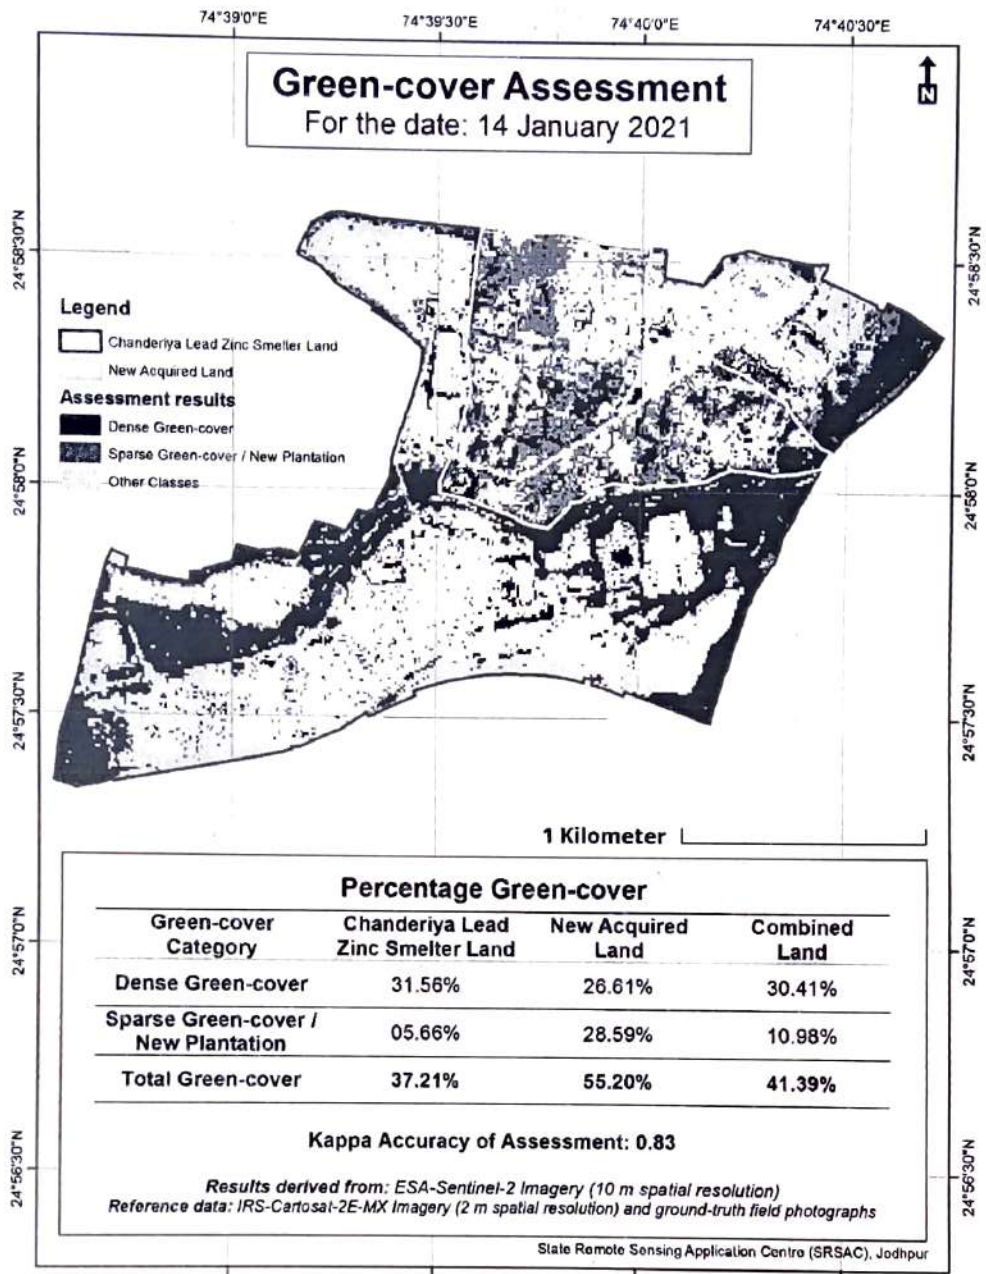 74°39'0"E 74°39'30"E 74°40'0"E 74°40'30"E
Green-cover Assessment
For the date: 14 January 2021
N
24°58'30"N 24°58'30"N
Legend
Chanderiya Lead Zinc Smelter Land
New Acquired Land
Assessment results
Dense Green-cover
Sparse Green-cover / New Plantation
Other Classes
24°58'0"N 24°58'0"N
24°57'30"N 24°57'30"N
1 Kilometer
Percentage Green-cover
Green-cover Category Chanderiya Lead Zinc Smelter Land New Acquired Land Combined Land
Dense Green-cover 31.56% 26.61% 30.41%
Sparse Green-cover / New Plantation 05.66% 28.59% 10.98%
Total Green-cover 37.21% 55.20% 41.39%
24°57'0"N 24°57'0"N
Kappa Accuracy of Assessment: 0.83
24°56'30"N 24°56'30"N
Results derived from: ESA-Sentinel-2 Imagery (10 m spatial resolution)
Reference data: IRS-Cartosat-2E-MX Imagery (2 m spatial resolution) and ground-truth field photographs
State Remote Sensing Application Centre (SRSAC), Jodhpur